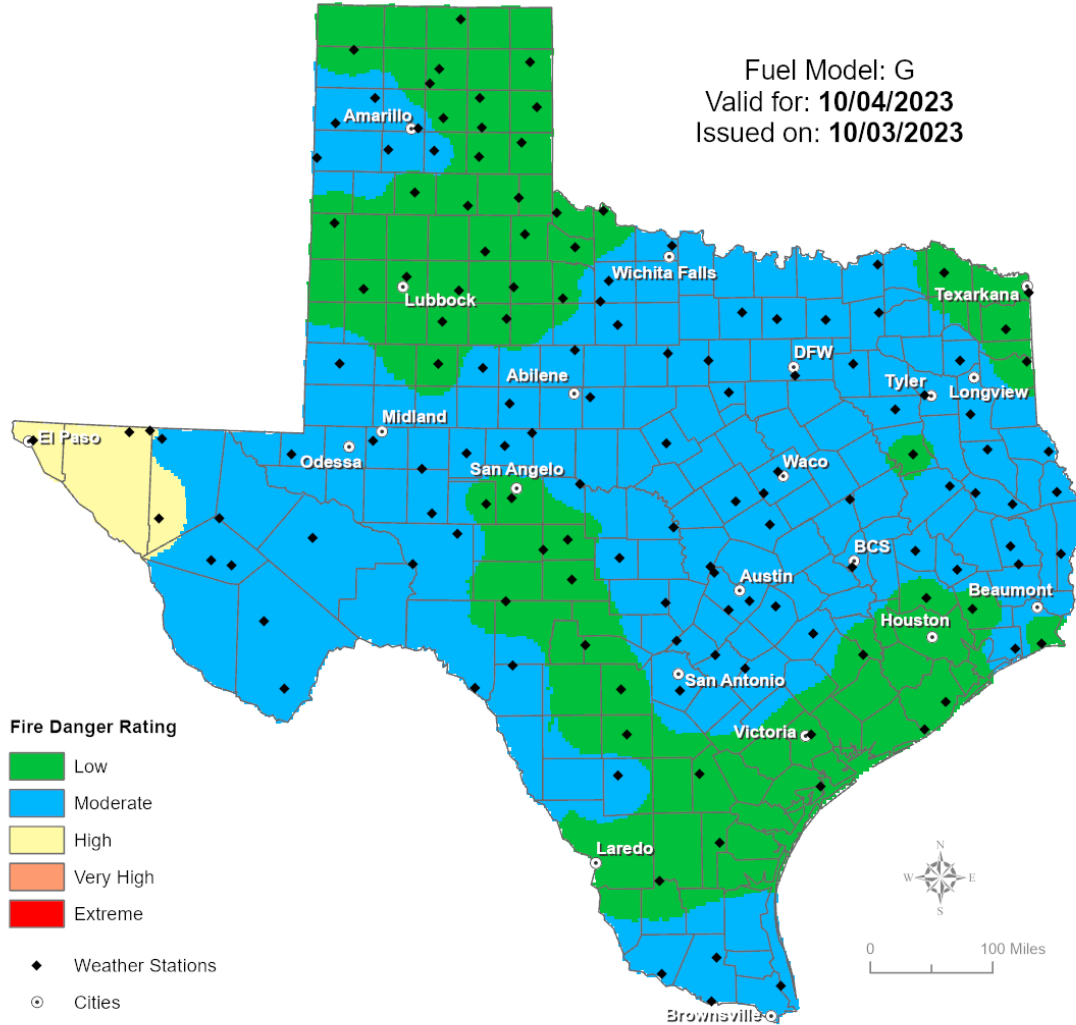 Fuel Model: G
Valid for: 10/04/2023
Issued on: 10/03/2023
Amarillo
Wichita Falls
Lubbock
Texarkana
DFW
Abilene
Tyler
Longview
Midland
El Paso
Odessa
San Angelo
Waco
BCS
Austin
Beaumont
Houston
San Antonio
Victoria
Laredo
Brownsville
Fire Danger Rating
Low
Moderate
High
Very High
Extreme
Weather Stations
Cities
N
W E
S
0 100 Miles